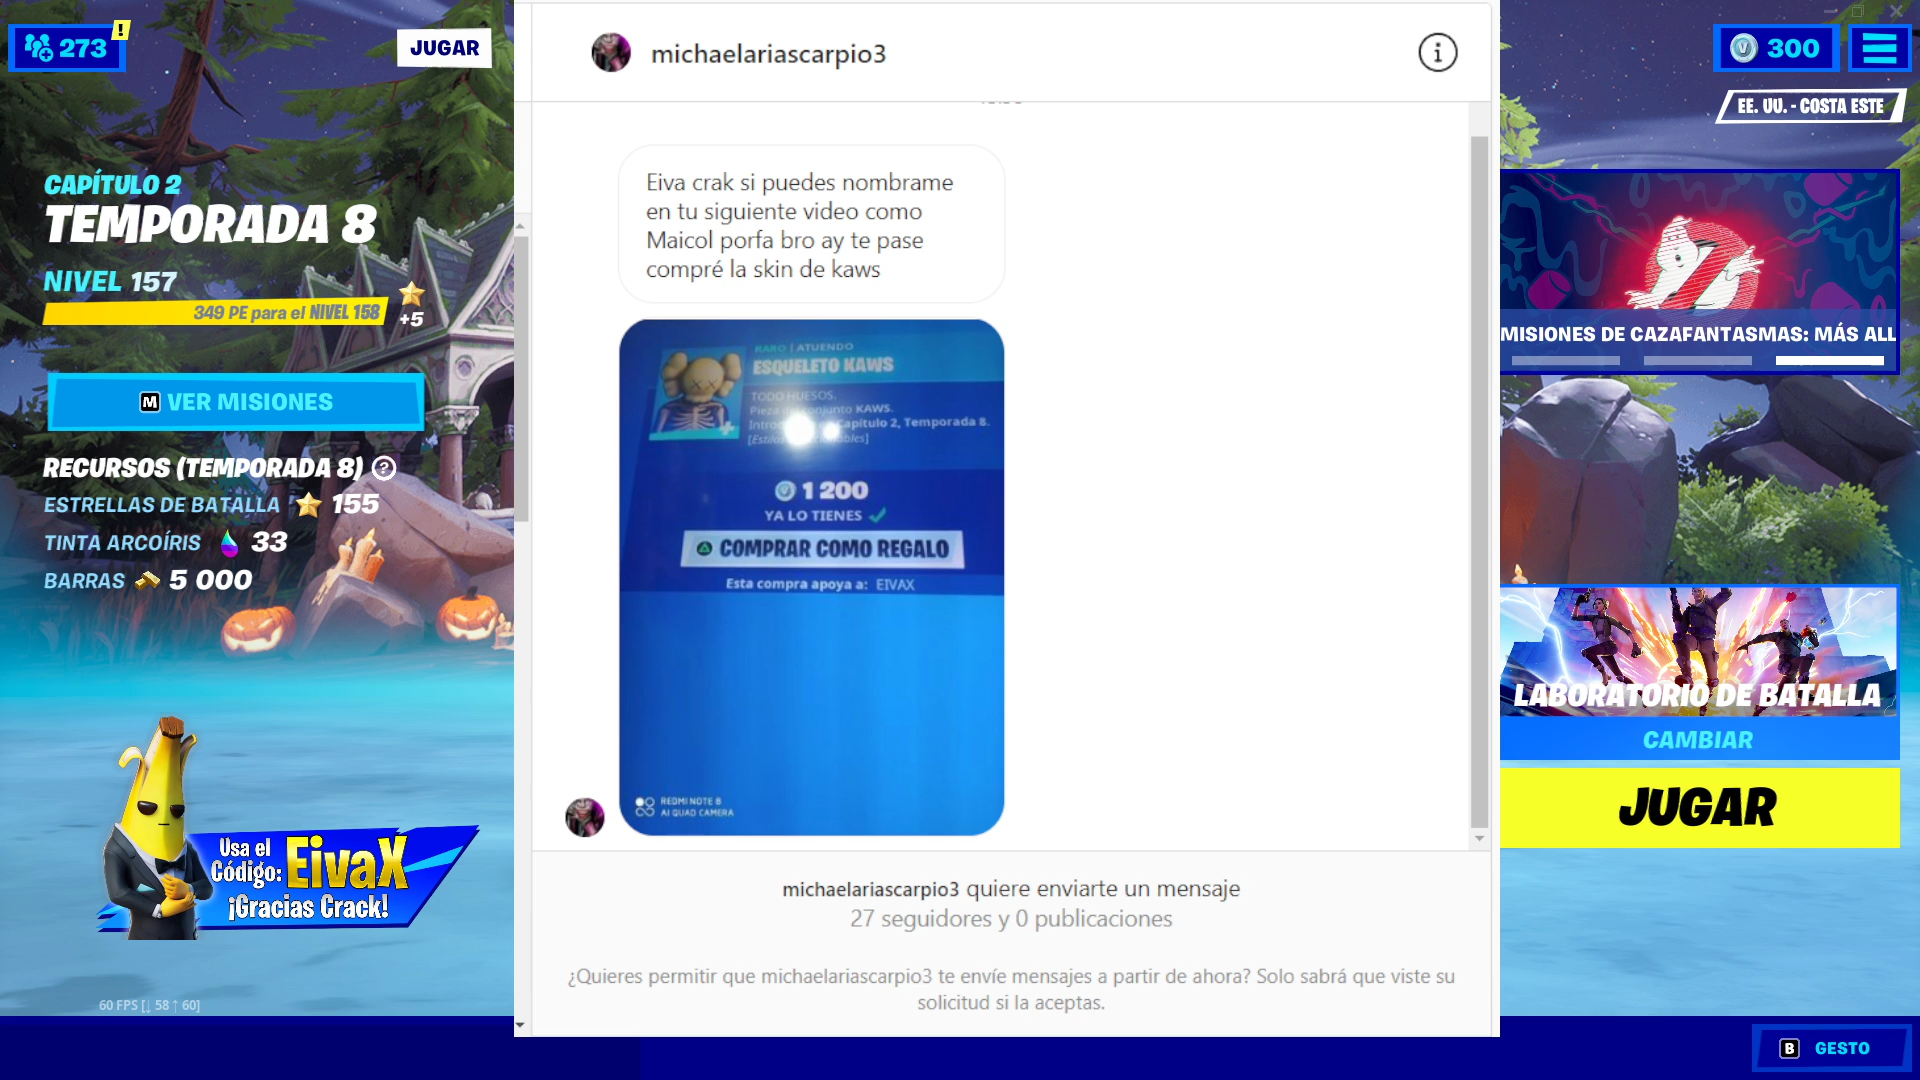 273
!
JUGAR
CAPÍTULO 2
TEMPORADA 8
NIVEL 157
349 PE para el NIVEL 158
+5
M VER MISIONES
RECURSOS (TEMPORADA 8) ?
ESTRELLAS DE BATALLA 155
TINTA ARCOÍRIS 33
BARRAS 5 000
Usa el
Código: EivaX
¡Gracias Crack!
60 FPS [↓ 58 ↑ 60]
michaelariascarpio3
i
Eiva crak si puedes nombrame
en tu siguiente video como
Maicol porfa bro ay te pase
compré la skin de kaws
RARO | ATUENDO
ESQUELETO KAWS
TODO HUESOS.
Pieza del conjunto KAWS.
Capítulo 2, Temporada 8.
V 1 200
YA LO TIENES
COMPRAR COMO REGALO
Esta compra apoya a: EIVAX
REDMI NOTE 8
AI QUAD CAMERA
michaelariascarpio3 quiere enviarte un mensaje
27 seguidores y 0 publicaciones
¿Quieres permitir que michaelariascarpio3 te envíe mensajes a partir de ahora? Solo sabrá que viste su
solicitud si la aceptas.
V 300
EE. UU. - COSTA ESTE
MISIONES DE CAZAFANTASMAS: MÁS ALL
LABORATORIO DE BATALLA
CAMBIAR
JUGAR
B GESTO